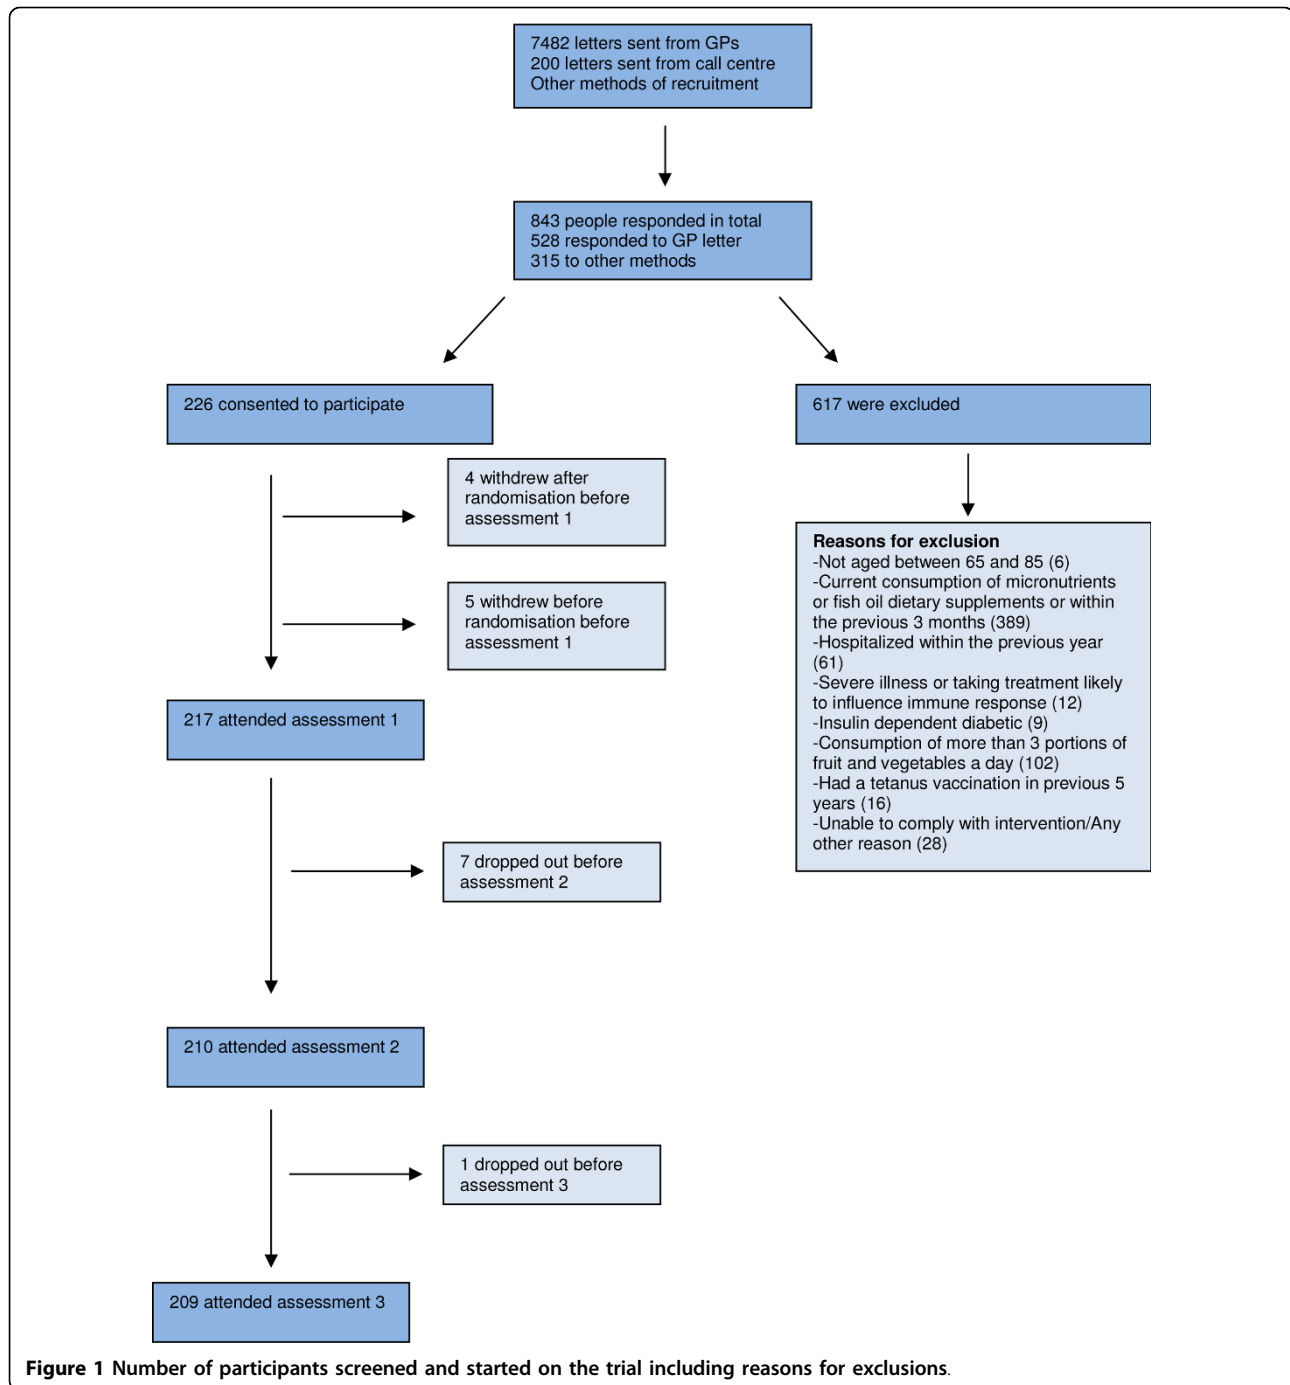 7482 letters sent from GPs
200 letters sent from call centre
Other methods of recruitment
843 people responded in total
528 responded to GP letter
315 to other methods
226 consented to participate
617 were excluded
4 withdrew after
randomisation before
assessment 1
5 withdrew before
randomisation before
assessment 1
Reasons for exclusion
-Not aged between 65 and 85 (6)
-Current consumption of micronutrients
or fish oil dietary supplements or within
the previous 3 months (389)
-Hospitalized within the previous year
(61)
-Severe illness or taking treatment likely
to influence immune response (12)
-Insulin dependent diabetic (9)
-Consumption of more than 3 portions of
fruit and vegetables a day (102)
-Had a tetanus vaccination in previous 5
years (16)
-Unable to comply with intervention/Any
other reason (28)
217 attended assessment 1
7 dropped out before
assessment 2
210 attended assessment 2
1 dropped out before
assessment 3
209 attended assessment 3
Figure 1 Number of participants screened and started on the trial including reasons for exclusions.